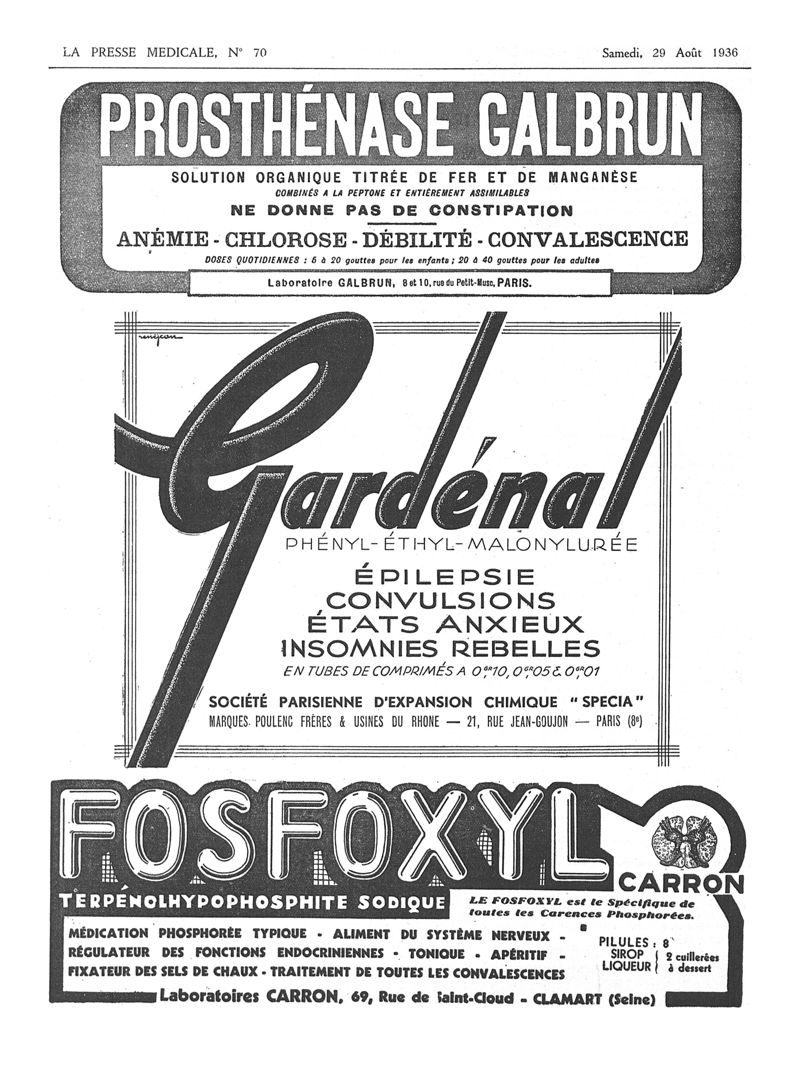 LA PRESSE MEDICALE, N° 70
Samedi, 29 Août 1936
PROSTHÉNASE GALBRUN
SOLUTION ORGANIQUE TITRÉE DE FER ET DE MANGANÈSE
COMBINÉS A LA PEPTONE ET ENTIÈREMENT ASSIMILABLES
NE DONNE PAS DE CONSTIPATION
ANÉMIE - CHLOROSE - DÉBILITÉ - CONVALESCENCE
DOSES QUOTIDIENNES : 5 à 20 gouttes pour les enfants ; 20 à 40 gouttes pour les adultes
Laboratoire GALBRUN, 8 et 10, rue du Petit-Musc, PARIS.
Gardénal
PHÉNYL-ÉTHYL-MALONYLURÉE
ÉPILEPSIE
CONVULSIONS
ÉTATS ANXIEUX
INSOMNIES REBELLES
EN TUBES DE COMPRIMÉS A 0gr,10, 0gr,05 & 0gr,01
SOCIÉTÉ PARISIENNE D'EXPANSION CHIMIQUE "SPECIA"
MARQUES POULENC FRÈRES & USINES DU RHONE — 21, RUE JEAN-GOUJON — PARIS (8e)
FOSFOXYL
CARRON
TERPÉNOLHYPOPHOSPHITE SODIQUE
LE FOSFOXYL est le Spécifique de
toutes les Carences Phosphorées.
MÉDICATION PHOSPHORÉE TYPIQUE - ALIMENT DU SYSTÈME NERVEUX -
RÉGULATEUR DES FONCTIONS ENDOCRINIENNES - TONIQUE - APÉRITIF -
FIXATEUR DES SELS DE CHAUX - TRAITEMENT DE TOUTES LES CONVALESCENCES
PILULES : 8
SIROP
LIQUEUR
2 cuillerées
à dessert
Laboratoires CARRON, 69, Rue de Saint-Cloud - CLAMART (Seine)